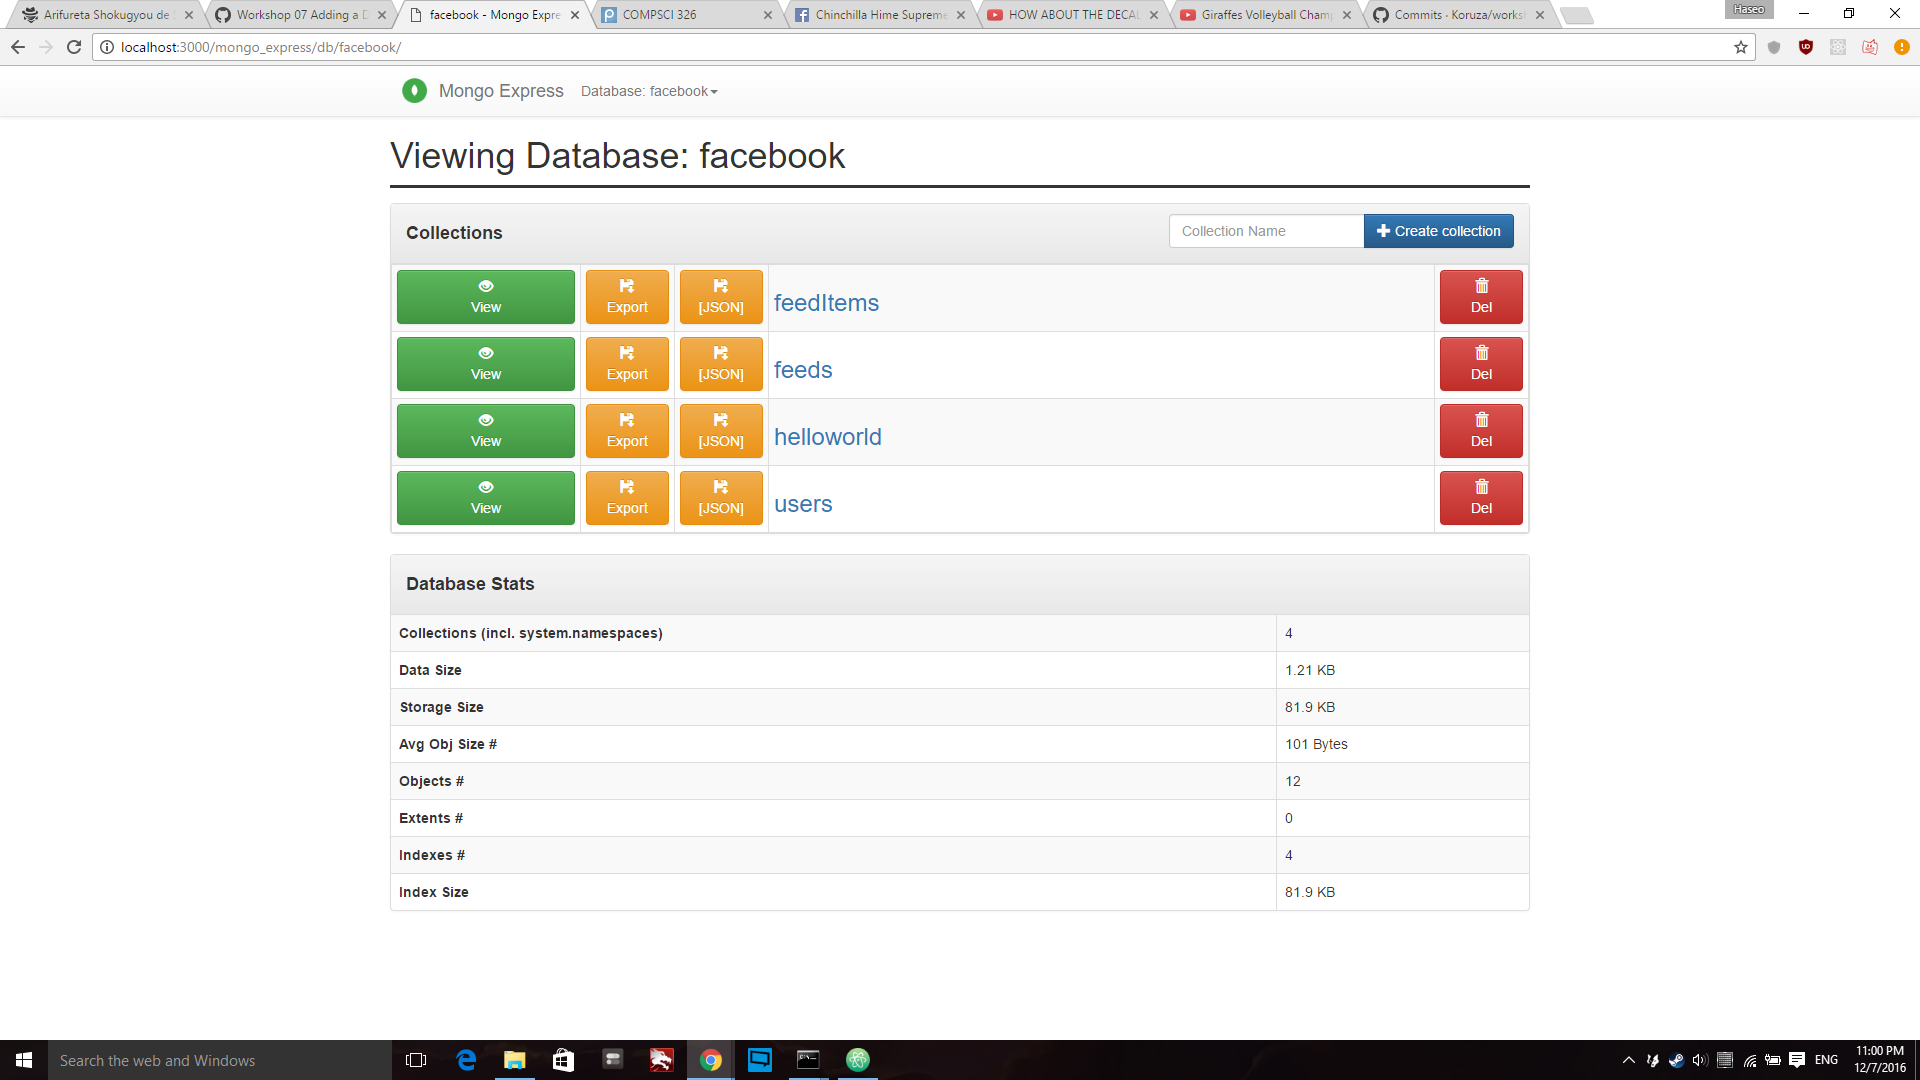 Arifureta Shokugyou de
Workshop 07 Adding a D
facebook - Mongo Expre
COMPSCI 326
Chinchilla Hime Supreme
HOW ABOUT THE DECAL
Giraffes Volleyball Cham
Commits · Koruza/works
Haseo
localhost:3000/mongo_express/db/facebook/
Mongo Express Database: facebook
Viewing Database: facebook
Collections Collection Name Create collection
View Export [JSON] feedItems Del
View Export [JSON] feeds Del
View Export [JSON] helloworld Del
View Export [JSON] users Del
Database Stats
Collections (incl. system.namespaces) 4
Data Size 1.21 KB
Storage Size 81.9 KB
Avg Obj Size # 101 Bytes
Objects # 12
Extents # 0
Indexes # 4
Index Size 81.9 KB
Search the web and Windows
ENG
11:00 PM
12/7/2016